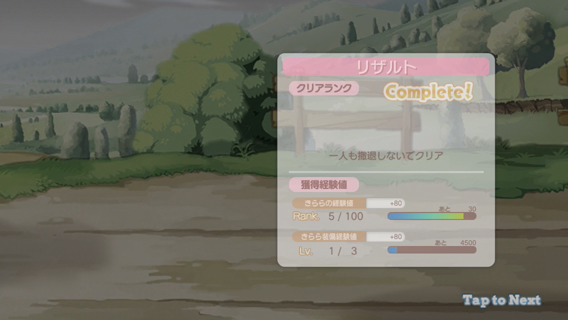 リザルト
クリアランク
Complete!
一人も撤退しないでクリア
獲得経験値
きららの経験値 +80
Rank. 5 / 100 あと 30
きらら音儀経験値 +80
Lv. 1 / 3 あと 4500
Tap to Next